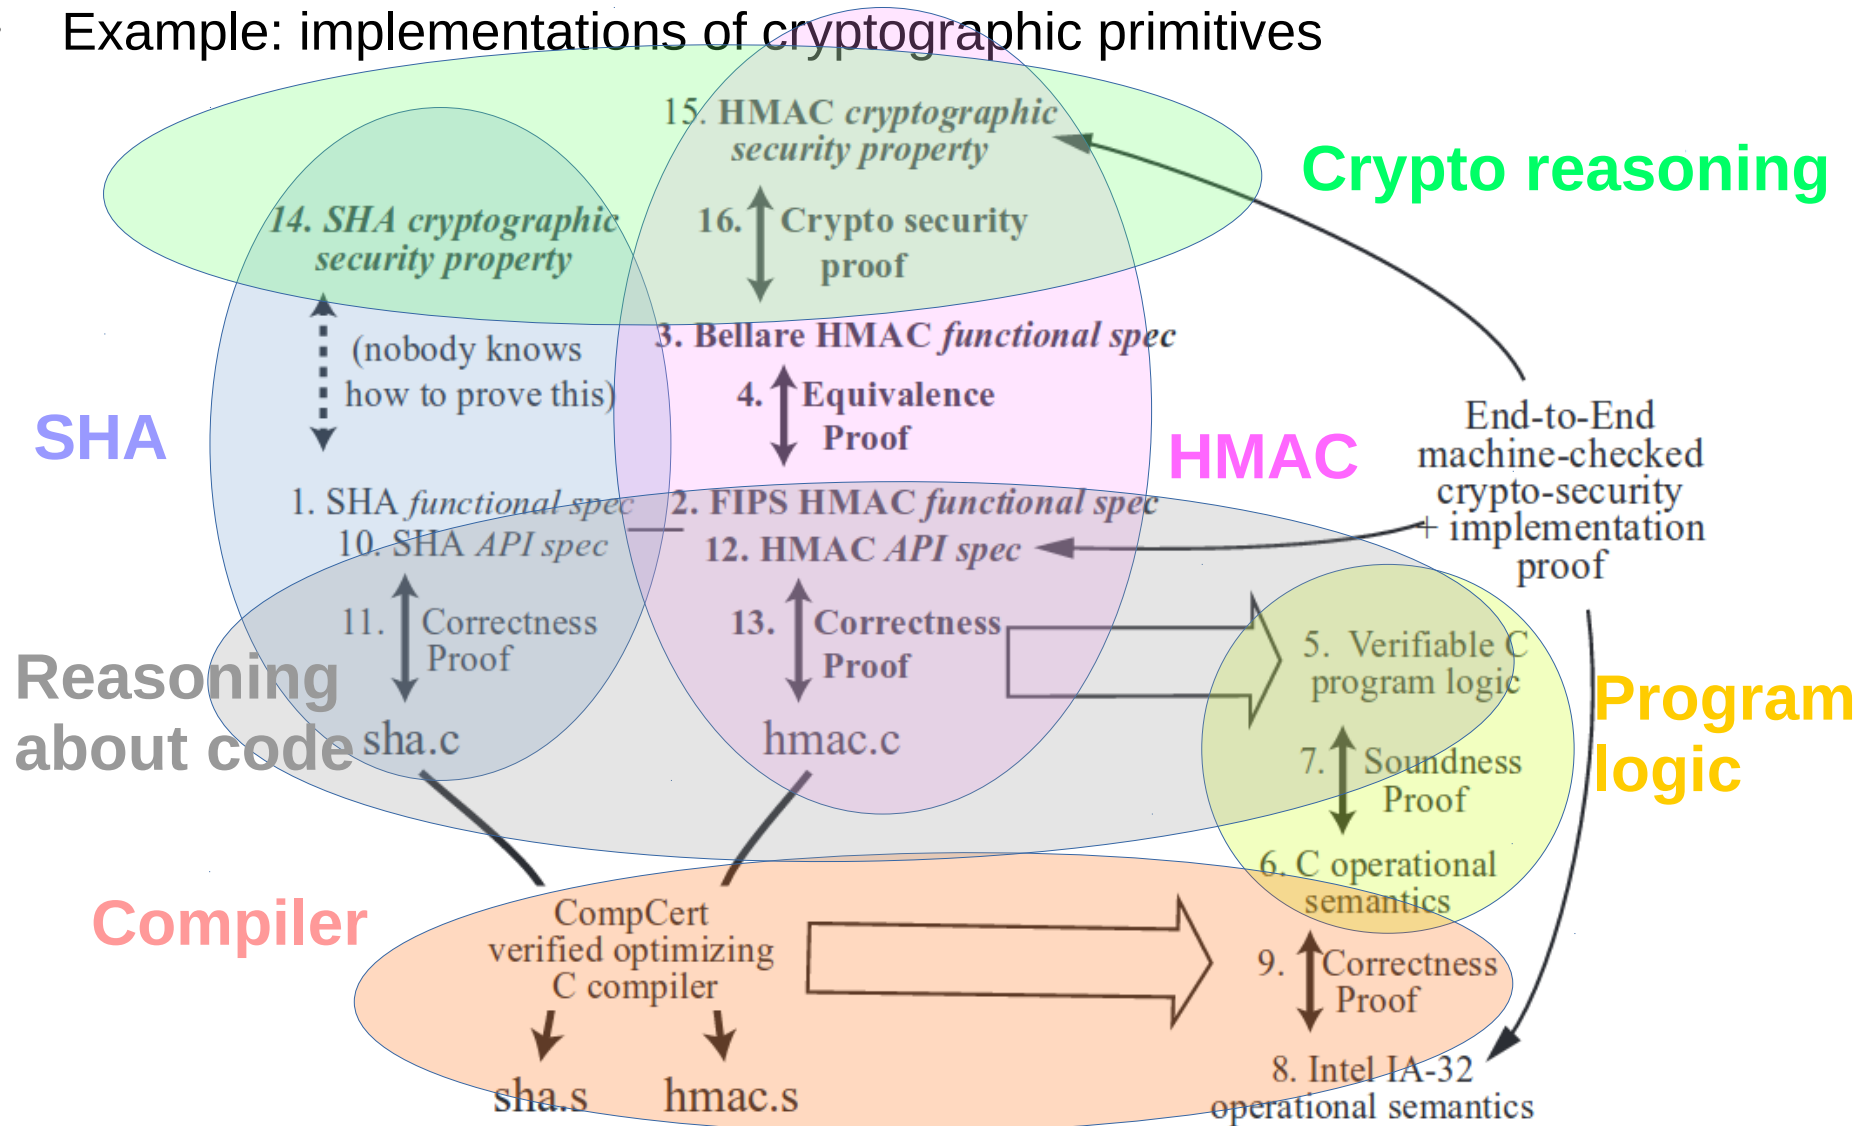 Example: implementations of cryptographic primitives
15. HMAC cryptographic
security property
Crypto reasoning
14. SHA cryptographic
security property
16. Crypto security
proof
(nobody knows
how to prove this)
3. Bellare HMAC functional spec
4. Equivalence
Proof
SHA
HMAC
End-to-End
machine-checked
crypto-security
+ implementation
proof
1. SHA functional spec
10. SHA API spec
2. FIPS HMAC functional spec
12. HMAC API spec
11. Correctness
Proof
13. Correctness
Proof
5. Verifiable C
program logic
Reasoning
about code
Program
logic
sha.c
hmac.c
7. Soundness
Proof
6. C operational
semantics
Compiler
CompCert
verified optimizing
C compiler
9. Correctness
Proof
sha.s
hmac.s
8. Intel IA-32
operational semantics